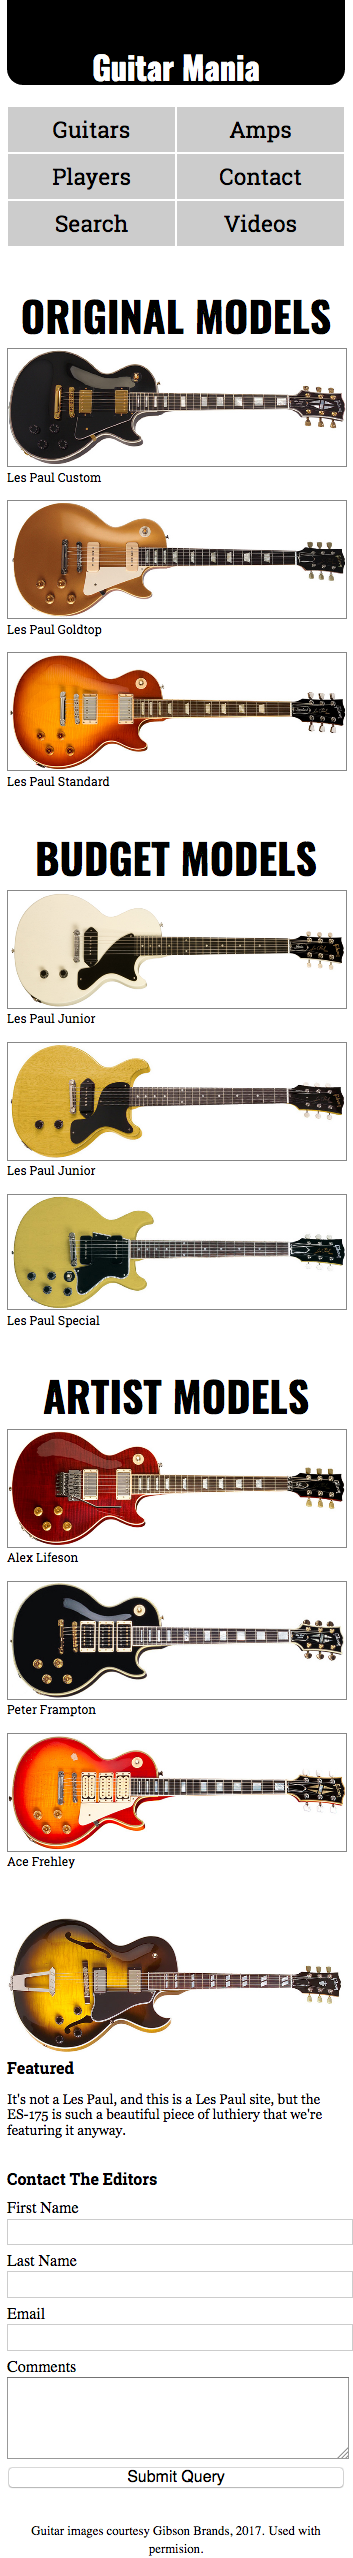 Guitar Mania
Guitars
Amps
Players
Contact
Search
Videos
ORIGINAL MODELS
Les Paul Custom
Les Paul Goldtop
Les Paul Standard
BUDGET MODELS
Les Paul Junior
Les Paul Junior
Les Paul Special
ARTIST MODELS
Alex Lifeson
Peter Frampton
Ace Frehley
Featured
It's not a Les Paul, and this is a Les Paul site, but the
ES-175 is such a beautiful piece of luthiery that we're
featuring it anyway.
Contact The Editors
First Name
Last Name
Email
Comments
Submit Query
Guitar images courtesy Gibson Brands, 2017. Used with
permision.